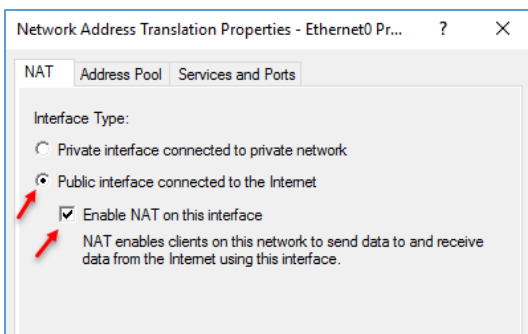 Network Address Translation Properties - Ethernet0 Pr...
NAT Address Pool Services and Ports
Interface Type:
Private interface connected to private network
Public interface connected to the Internet
Enable NAT on this interface
NAT enables clients on this network to send data to and receive
data from the Internet using this interface.